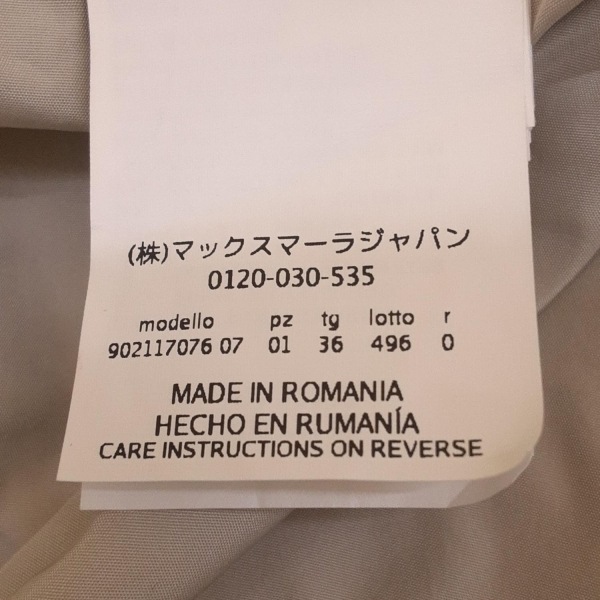 (株)マックスマーラジャパン
0120-030-535
modello pz tg lotto r
902117076 07 01 36 496 0
MADE IN ROMANIA
HECHO EN RUMANÍA
CARE INSTRUCTIONS ON REVERSE